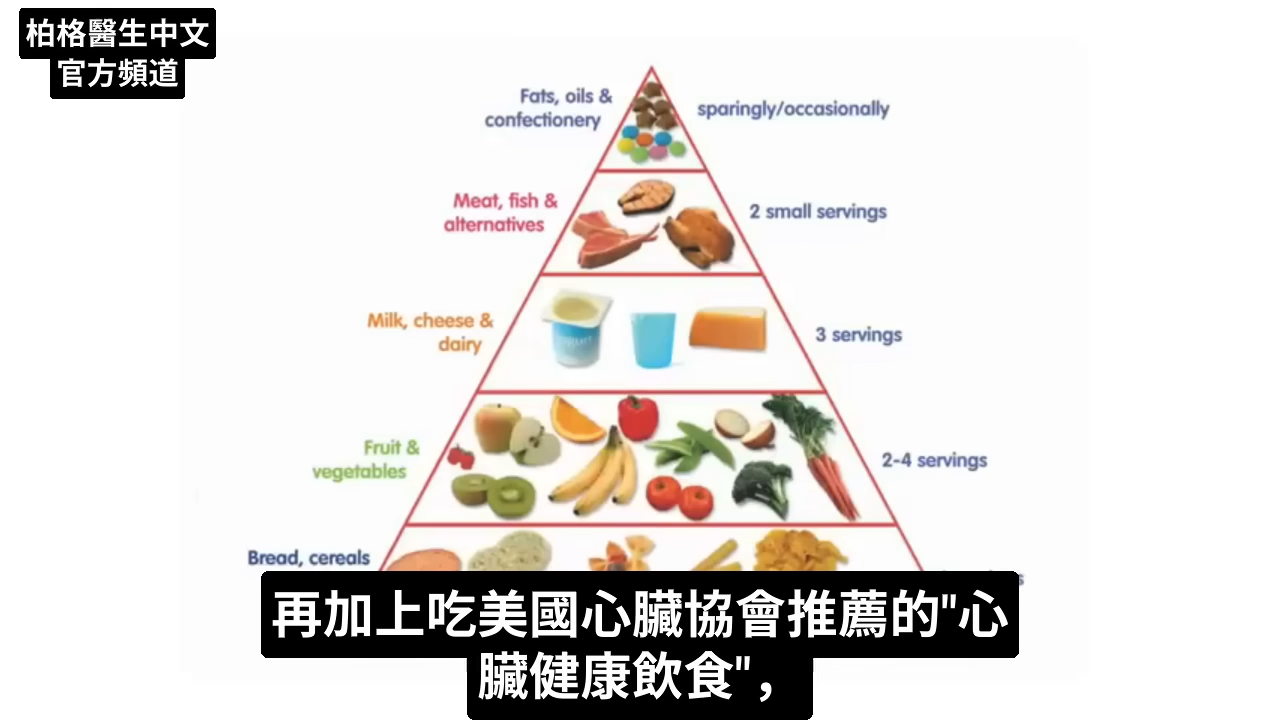 柏格醫生中文
官方頻道
Fats, oils &
confectionery
sparingly/occasionally
Meat, fish &
alternatives
2 small servings
Milk, cheese &
dairy
3 servings
Fruit &
vegetables
2-4 servings
Bread, cereals
再加上吃美國心臟協會推薦的"心
臟健康飲食"，